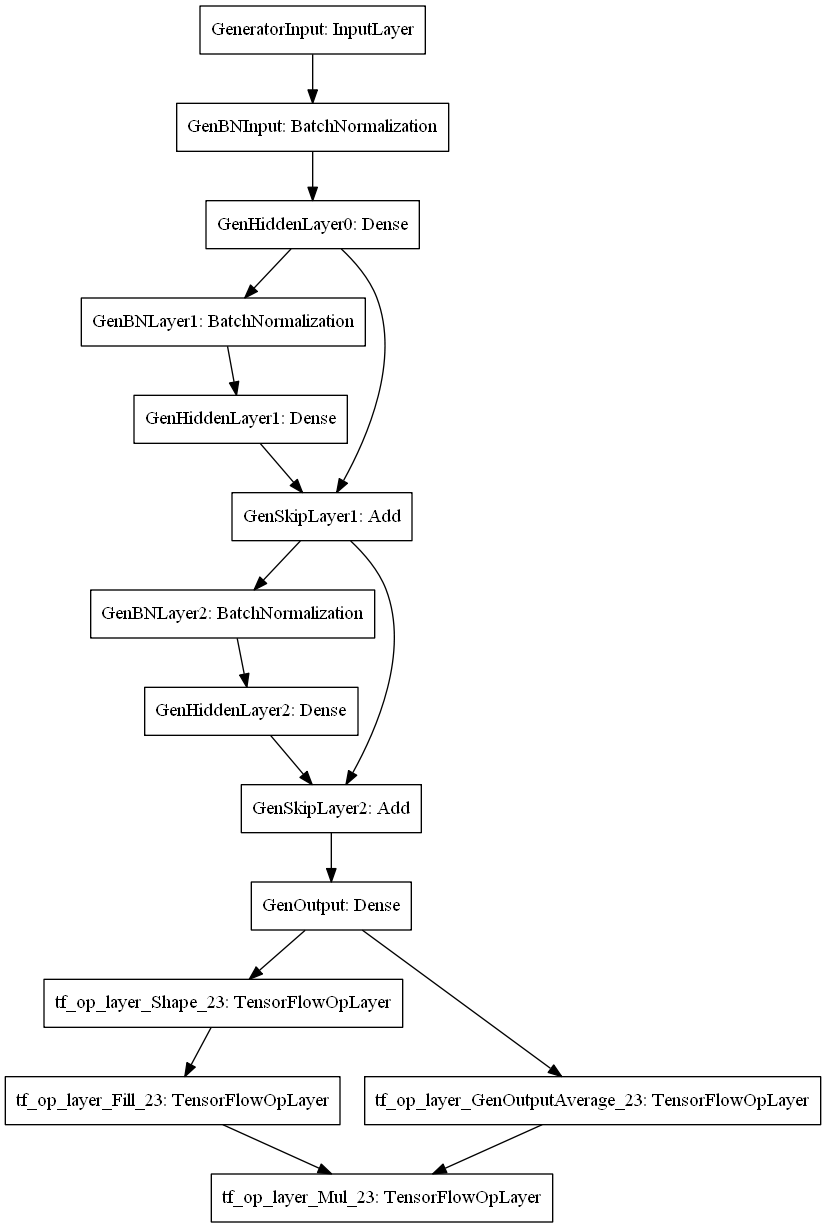 GeneratorInput: InputLayer
GenBNInput: BatchNormalization
GenHiddenLayer0: Dense
GenBNLayer1: BatchNormalization
GenHiddenLayer1: Dense
GenSkipLayer1: Add
GenBNLayer2: BatchNormalization
GenHiddenLayer2: Dense
GenSkipLayer2: Add
GenOutput: Dense
tf_op_layer_Shape_23: TensorFlowOpLayer
tf_op_layer_Fill_23: TensorFlowOpLayer
tf_op_layer_GenOutputAverage_23: TensorFlowOpLayer
tf_op_layer_Mul_23: TensorFlowOpLayer